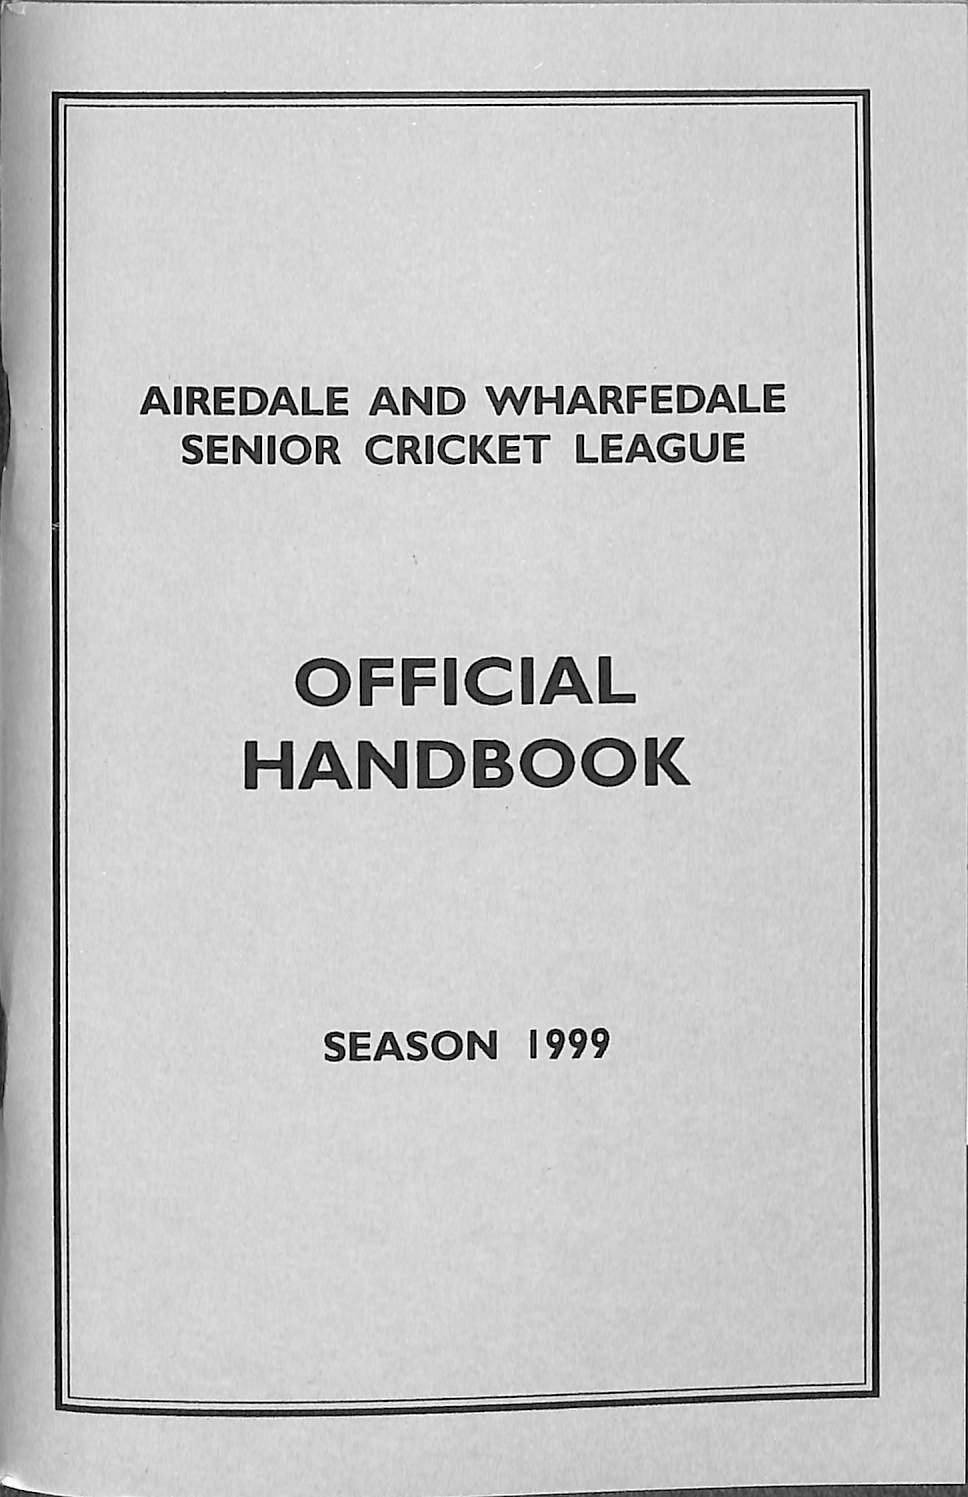 AIREDALE AND WHARFEDALE
SENIOR CRICKET LEAGUE
OFFICIAL
HANDBOOK
SEASON 1999